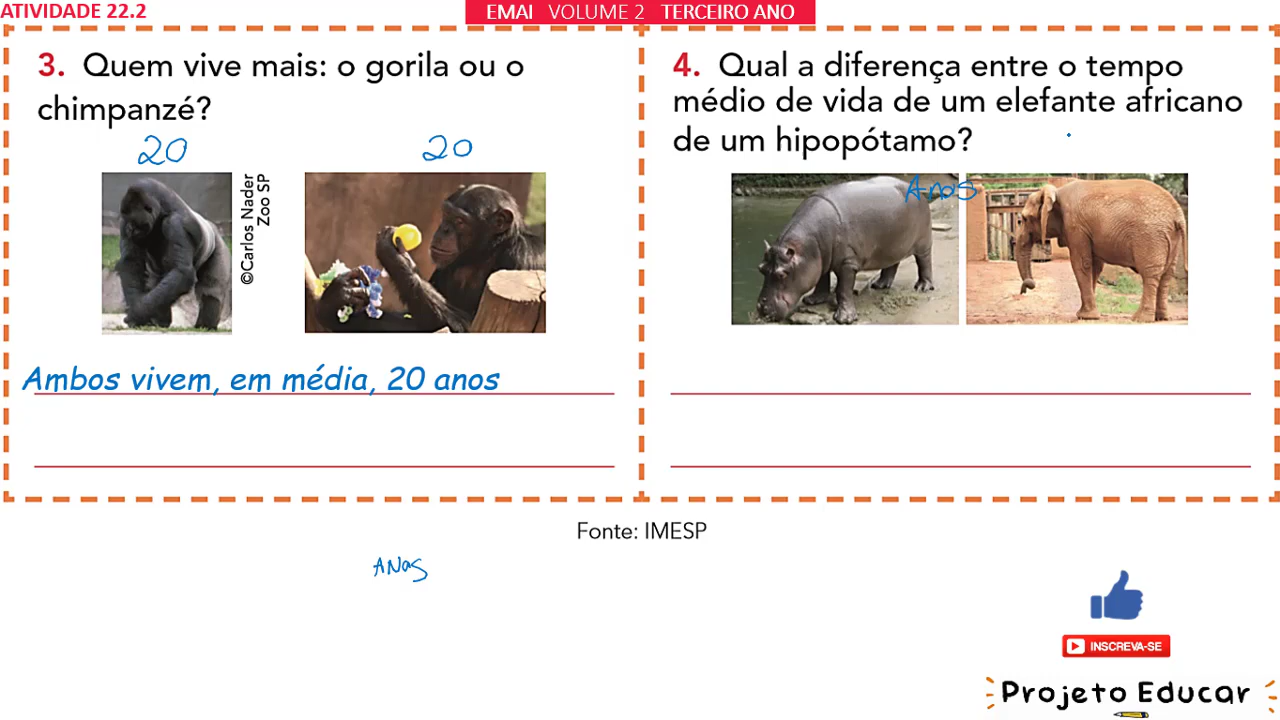 ATIVIDADE 22.2
EMAI VOLUME 2 TERCEIRO ANO
3. Quem vive mais: o gorila ou o
chimpanzé?
20
20
©Carlos Nader
Zoo SP
Ambos vivem, em média, 20 anos
4. Qual a diferença entre o tempo
médio de vida de um elefante africano
de um hipopótamo?
Anos
Fonte: IMESP
ANos
INSCREVA-SE
Projeto Educar